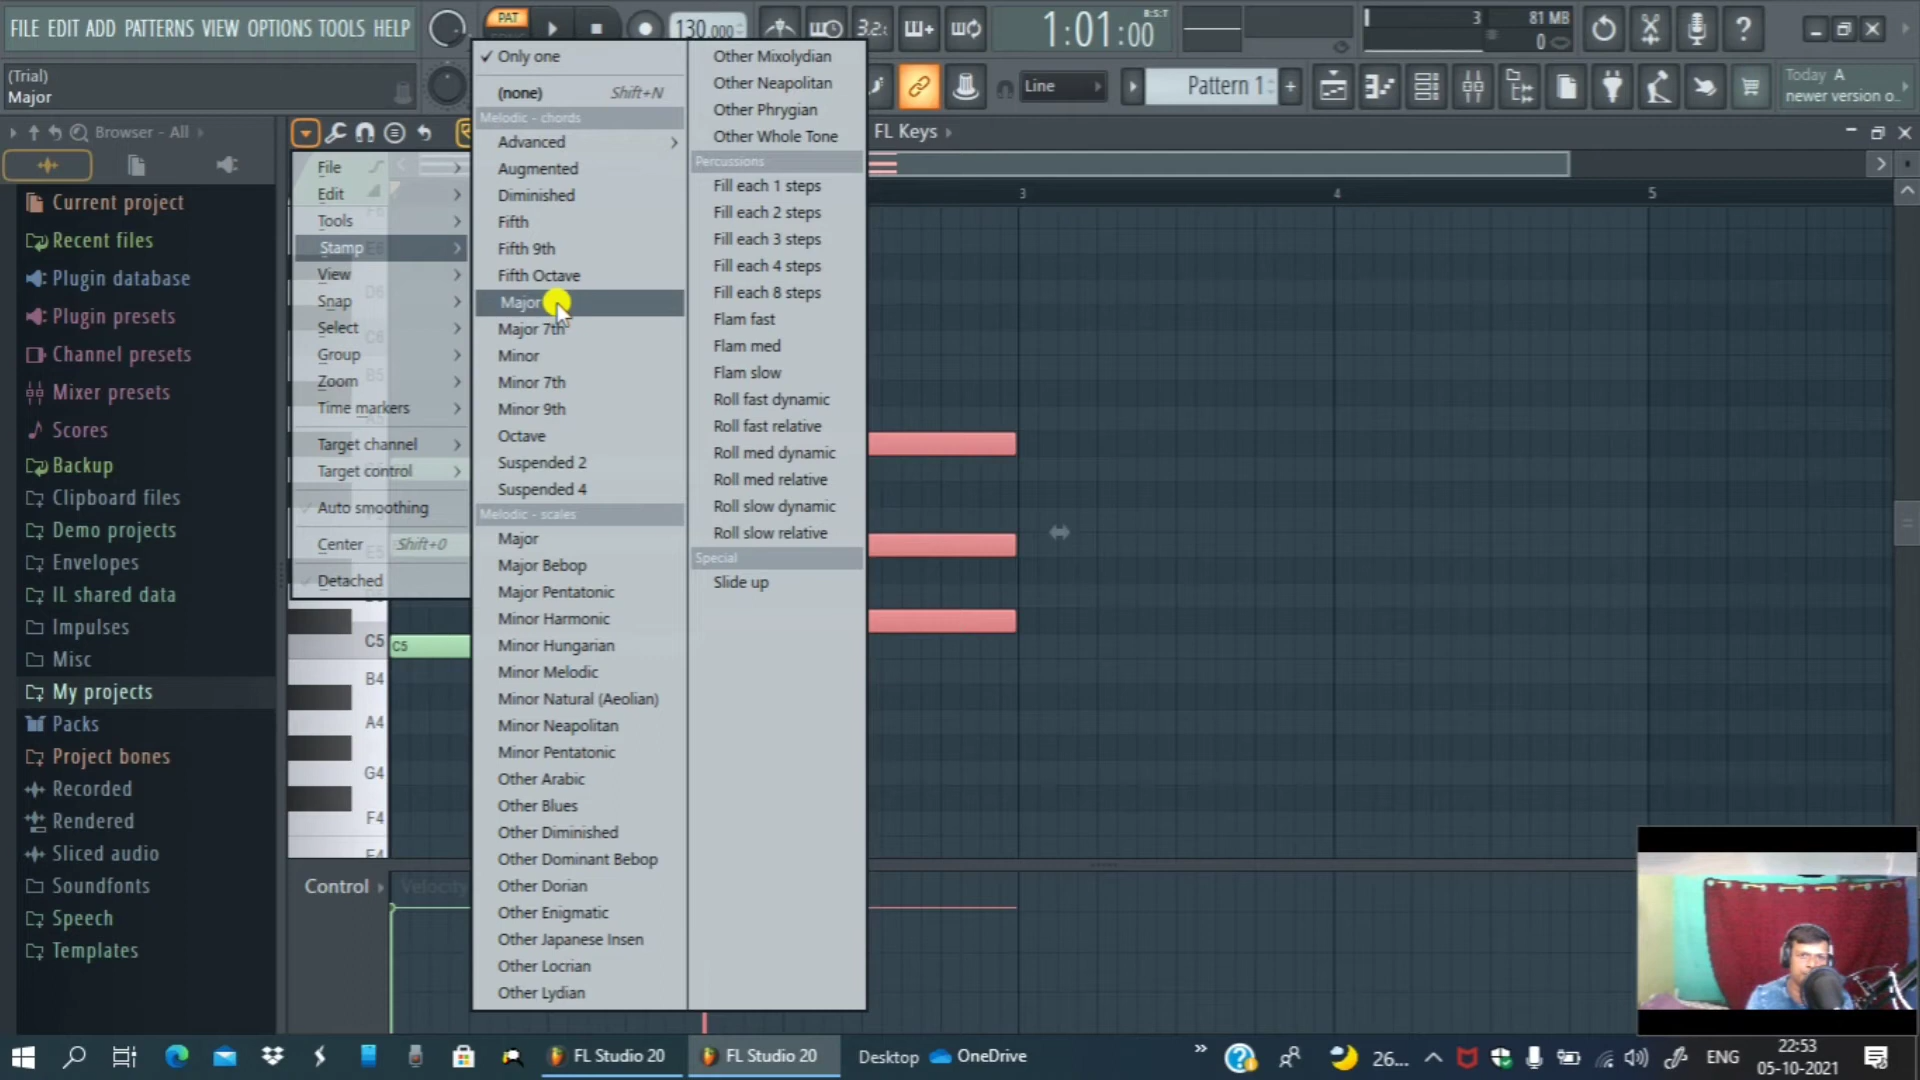 FILE EDIT ADD PATTERNS VIEW OPTIONS TOOLS HELP
PAT
130.000
3.2:
1:01:00
B:S:T
3
81 MB
0
(Trial)
Major
Line
Pattern 1
Today A
newer version o..
Browser - All
FL Keys
Current project
Recent files
Plugin database
Plugin presets
Channel presets
Mixer presets
Scores
Backup
Clipboard files
Demo projects
Envelopes
IL shared data
Impulses
Misc
My projects
Packs
Project bones
Recorded
Rendered
Sliced audio
Soundfonts
Speech
Templates
File
Edit
Tools
Stamp
View
Snap
Select
Group
Zoom
Time markers
Target channel
Target control
Auto smoothing
Center Shift+0
Detached
Only one
(none) Shift+N
Melodic - chords
Advanced
Augmented
Diminished
Fifth
Fifth 9th
Fifth Octave
Major
Major 7th
Minor
Minor 7th
Minor 9th
Octave
Suspended 2
Suspended 4
Melodic - scales
Major
Major Bebop
Major Pentatonic
Minor Harmonic
Minor Hungarian
Minor Melodic
Minor Natural (Aeolian)
Minor Neapolitan
Minor Pentatonic
Other Arabic
Other Blues
Other Diminished
Other Dominant Bebop
Other Dorian
Other Enigmatic
Other Japanese Insen
Other Locrian
Other Lydian
Other Mixolydian
Other Neapolitan
Other Phrygian
Other Whole Tone
Percussions
Fill each 1 steps
Fill each 2 steps
Fill each 3 steps
Fill each 4 steps
Fill each 8 steps
Flam fast
Flam med
Flam slow
Roll fast dynamic
Roll fast relative
Roll med dynamic
Roll med relative
Roll slow dynamic
Roll slow relative
Special
Slide up
3
4
5
C5
C5
B4
A4
G4
F4
E4
Control
Velocity
FL Studio 20
FL Studio 20
Desktop
OneDrive
26...
ENG
22:53
05-10-2021